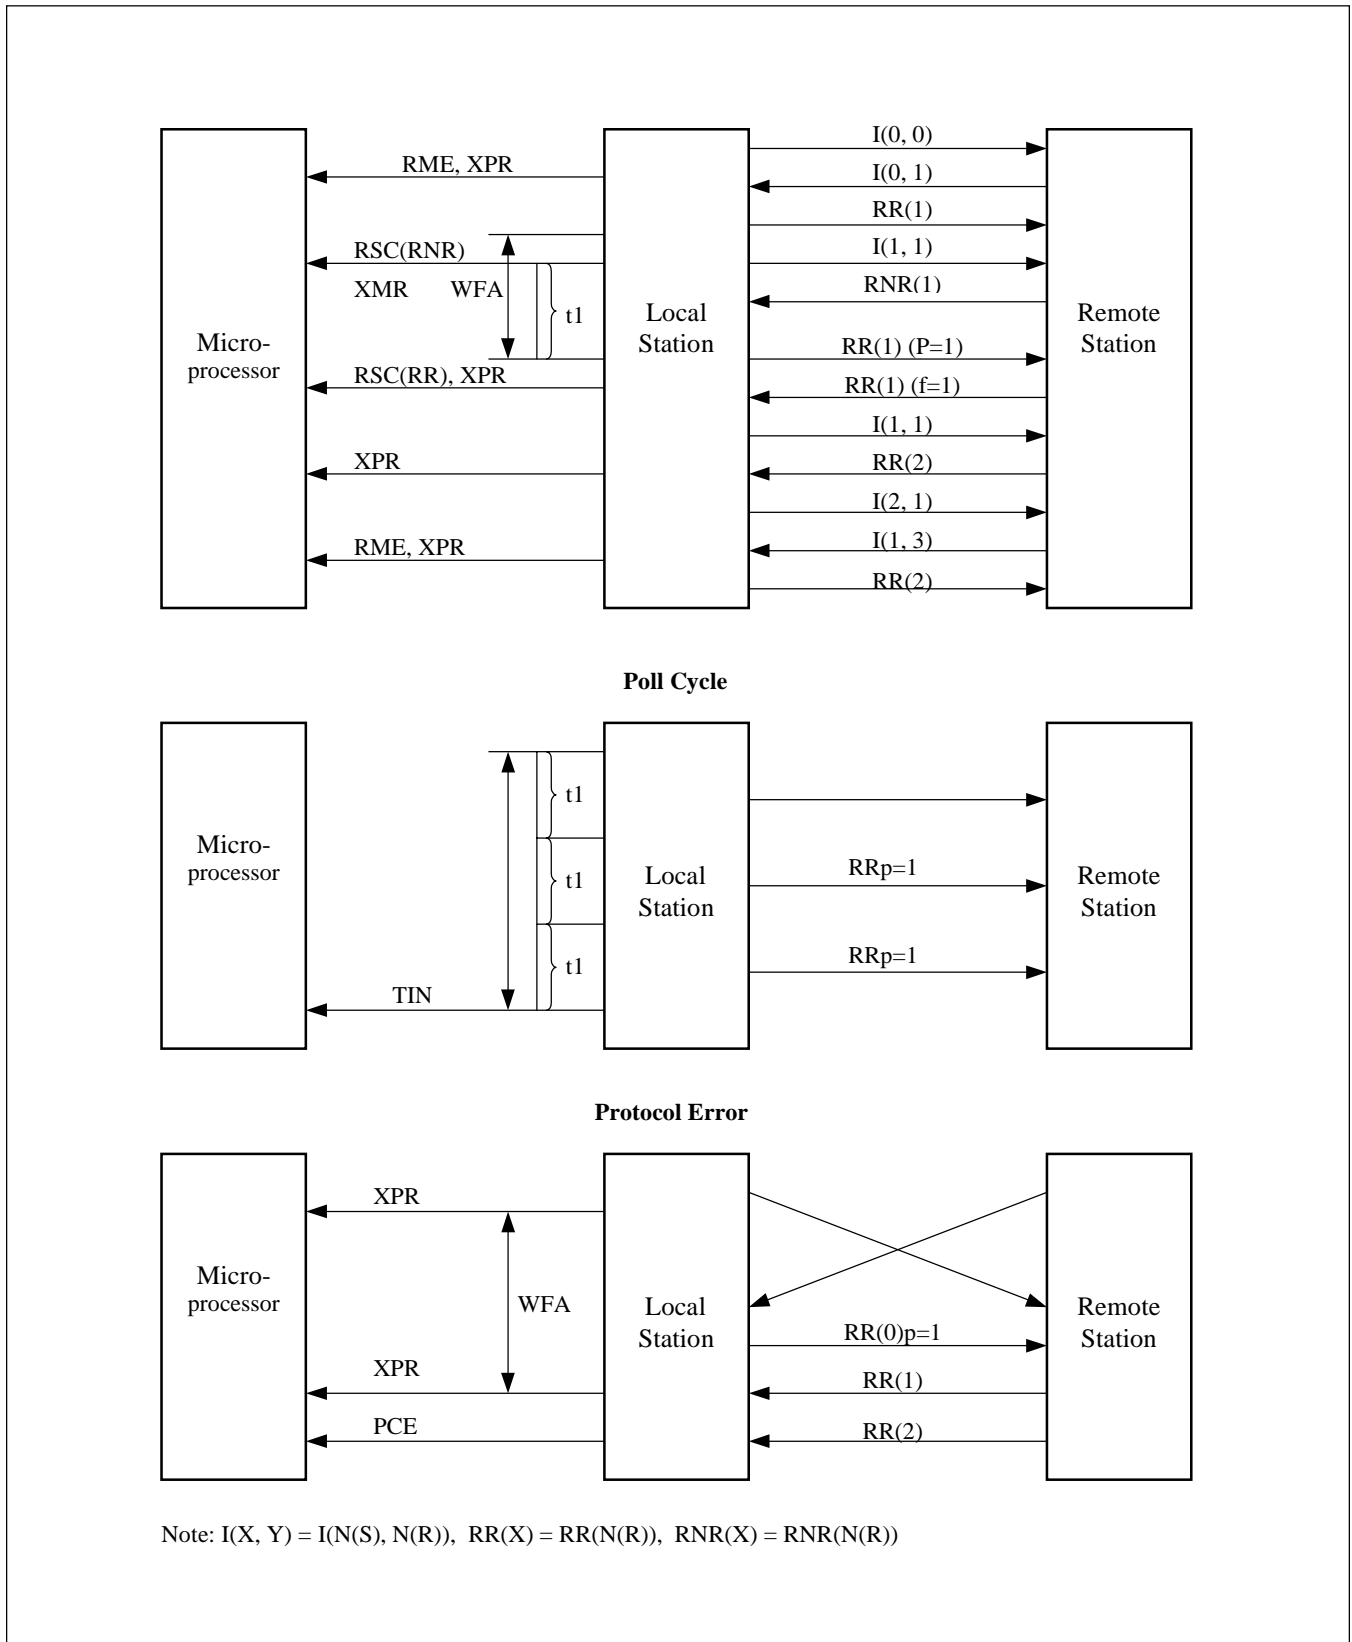 I(0, 0)
RME, XPR
I(0, 1)
RR(1)
RSC(RNR)
I(1, 1)
XMR
WFA
RNR(1)
t1
Local
Station
Remote
Station
Micro-
processor
RR(1) (P=1)
RSC(RR), XPR
RR(1) (f=1)
I(1, 1)
XPR
RR(2)
I(2, 1)
RME, XPR
I(1, 3)
RR(2)
Poll Cycle
t1
Micro-
processor
t1
Local
Station
RRp=1
Remote
Station
t1
RRp=1
TIN
Protocol Error
XPR
Micro-
processor
WFA
Local
Station
Remote
Station
RR(0)p=1
XPR
RR(1)
PCE
RR(2)
Note: I(X, Y) = I(N(S), N(R)), RR(X) = RR(N(R)), RNR(X) = RNR(N(R))